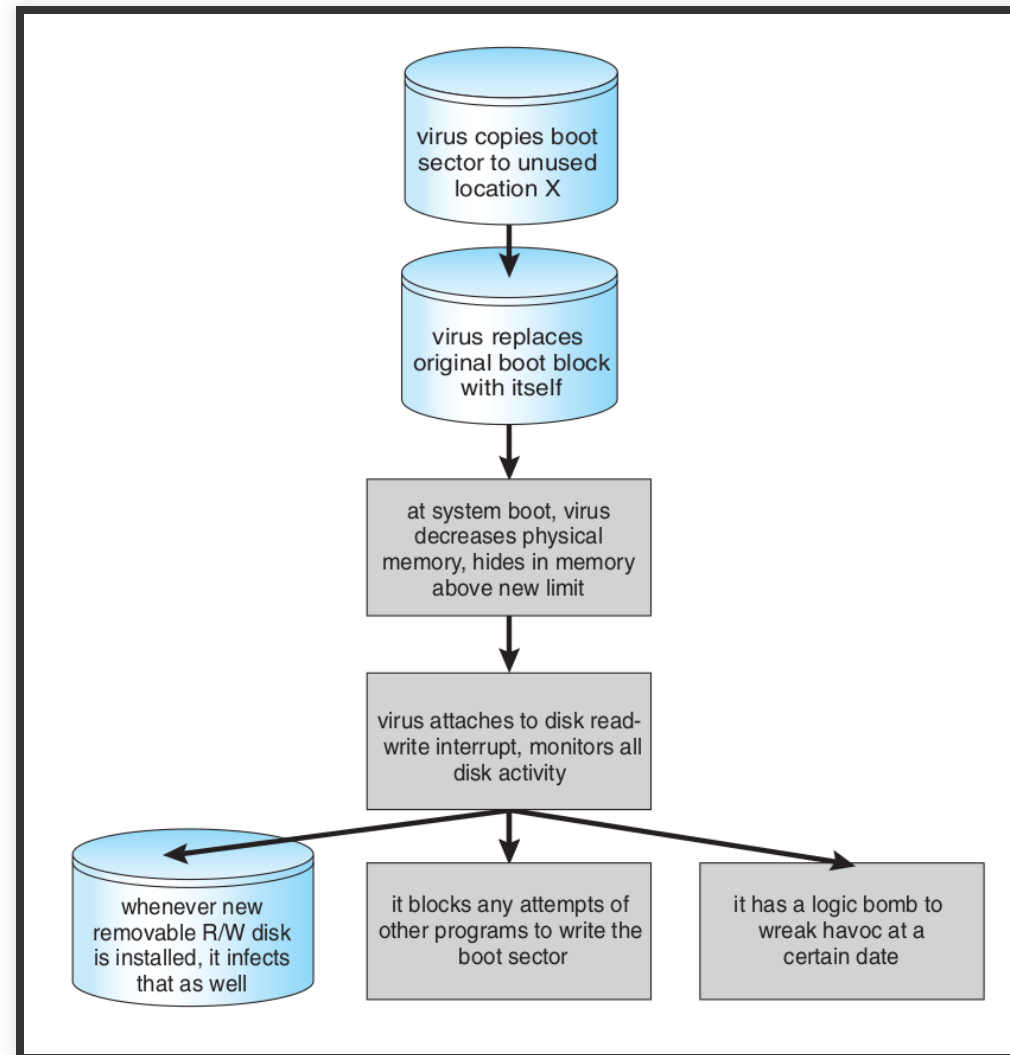 virus copies boot
sector to unused
location X
virus replaces
original boot block
with itself
at system boot, virus
decreases physical
memory, hides in memory
above new limit
virus attaches to disk read-
write interrupt, monitors all
disk activity
whenever new
removable R/W disk
is installed, it infects
that as well
it blocks any attempts of
other programs to write the
boot sector
it has a logic bomb to
wreak havoc at a
certain date